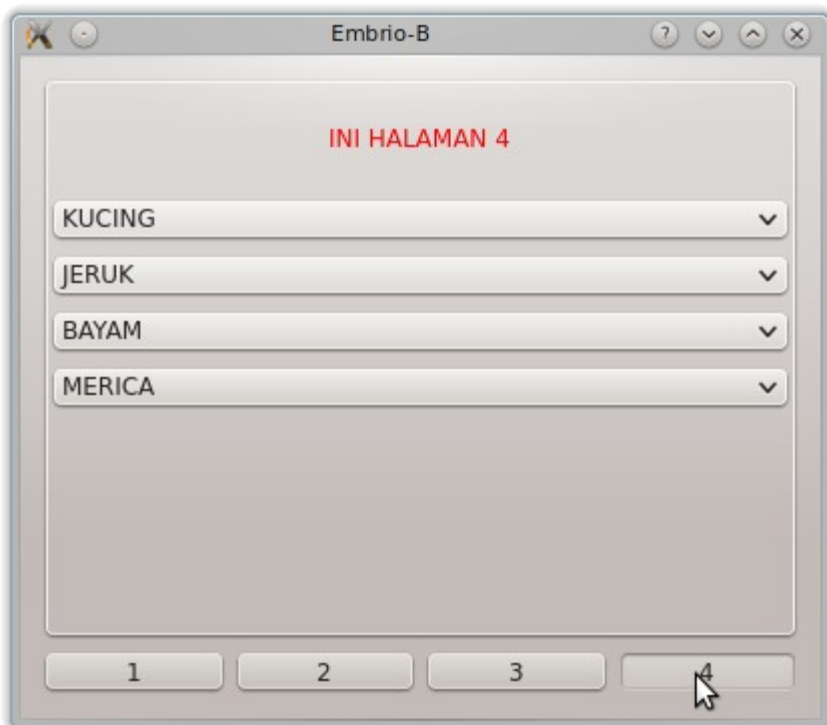 Embrio-B
INI HALAMAN 4
KUCING
JERUK
BAYAM
MERICA
1 2 3 4